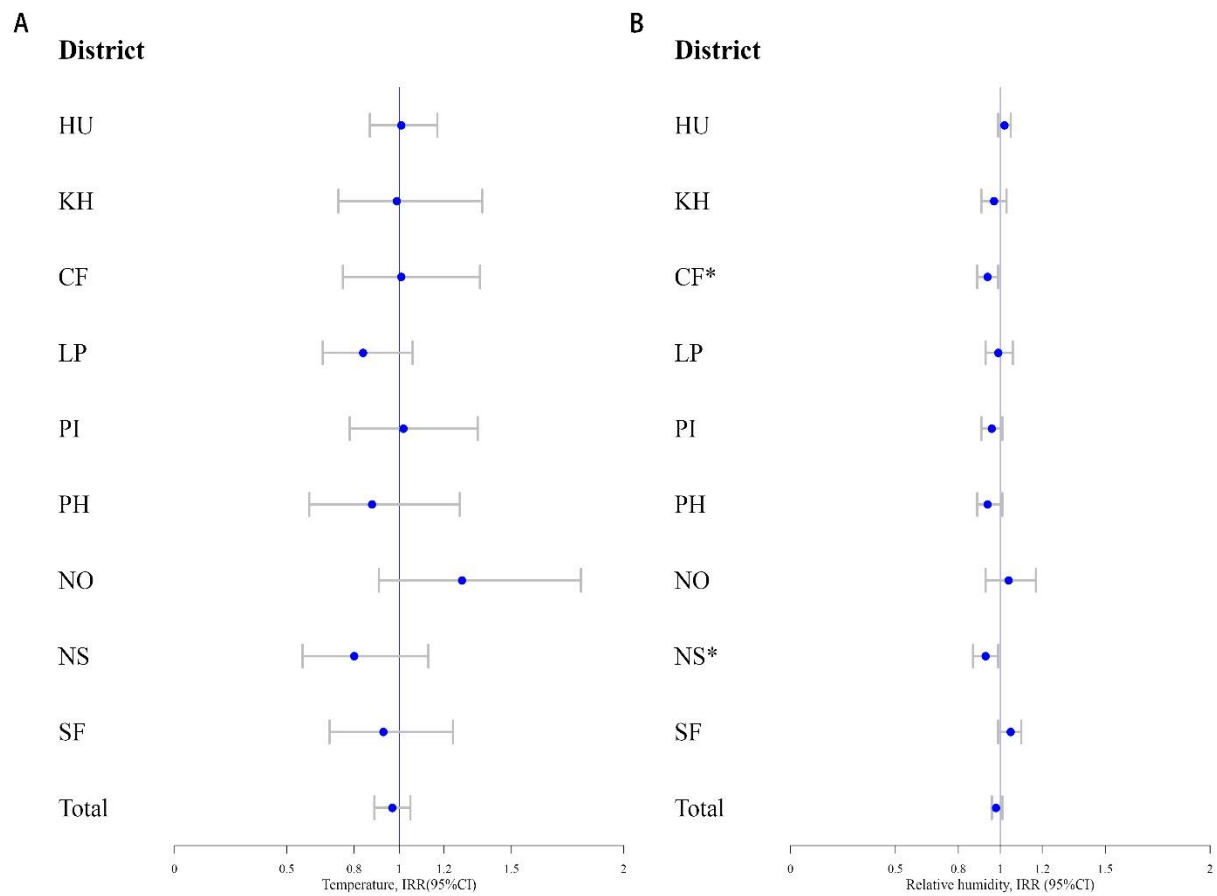 A
District
HU
KH
CF
LP
PI
PH
NO
NS
SF
Total
0 0.5 0.8 1 1.2 1.5 2
Temperature, IRR(95%CI)
B
District
HU
KH
CF*
LP
PI
PH
NO
NS*
SF
Total
0 0.5 0.8 1 1.2 1.5 2
Relative humidity, IRR (95%CI)